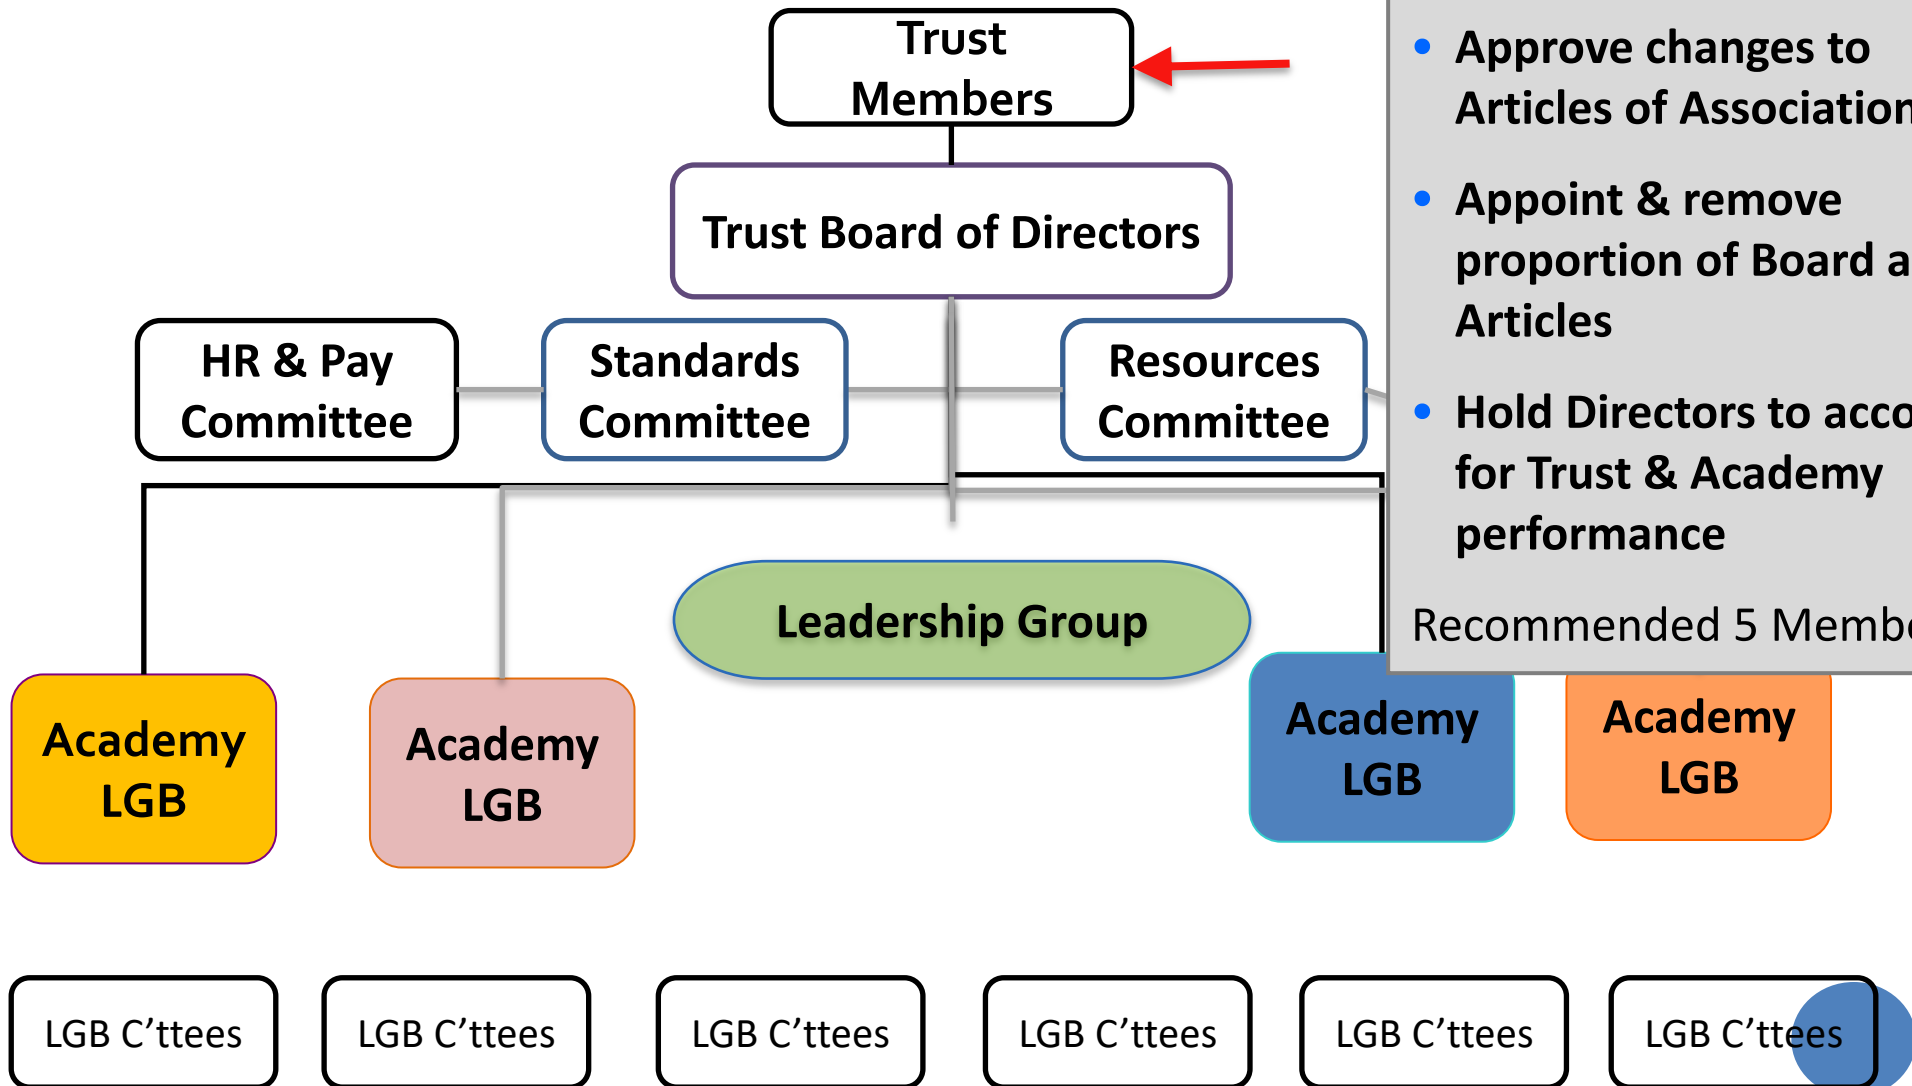 Trust
Members
Approve changes to
Articles of Association
Trust Board of Directors
Appoint & remove
proportion of Board
Articles
HR & Pay
Committee
Standards
Committee
Resources
Committee
Hold Directors to
for Trust & Academy
performance
Leadership Group
Recommended 5
Academy
LGB
Academy
LGB
Academy
LGB
Academy
LGB
LGB C’ttees
LGB C’ttees
LGB C’ttees
LGB C’ttees
LGB C’ttees
LGB C’ttees